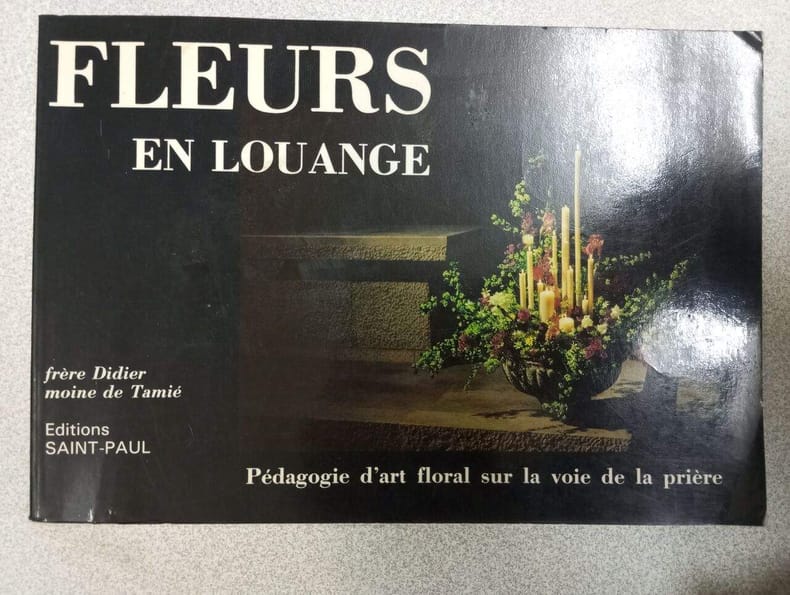 FLEURS
EN LOUANGE
frère Didier
moine de Tamié
Editions
SAINT-PAUL
Pédagogie d'art floral sur la voie de la prière